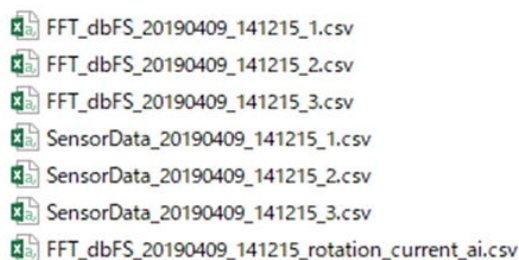 FFT_dbFS_20190409_141215_1.csv
FFT_dbFS_20190409_141215_2.csv
FFT_dbFS_20190409_141215_3.csv
SensorData_20190409_141215_1.csv
SensorData_20190409_141215_2.csv
SensorData_20190409_141215_3.csv
FFT_dbFS_20190409_141215_rotation_current_ai.csv